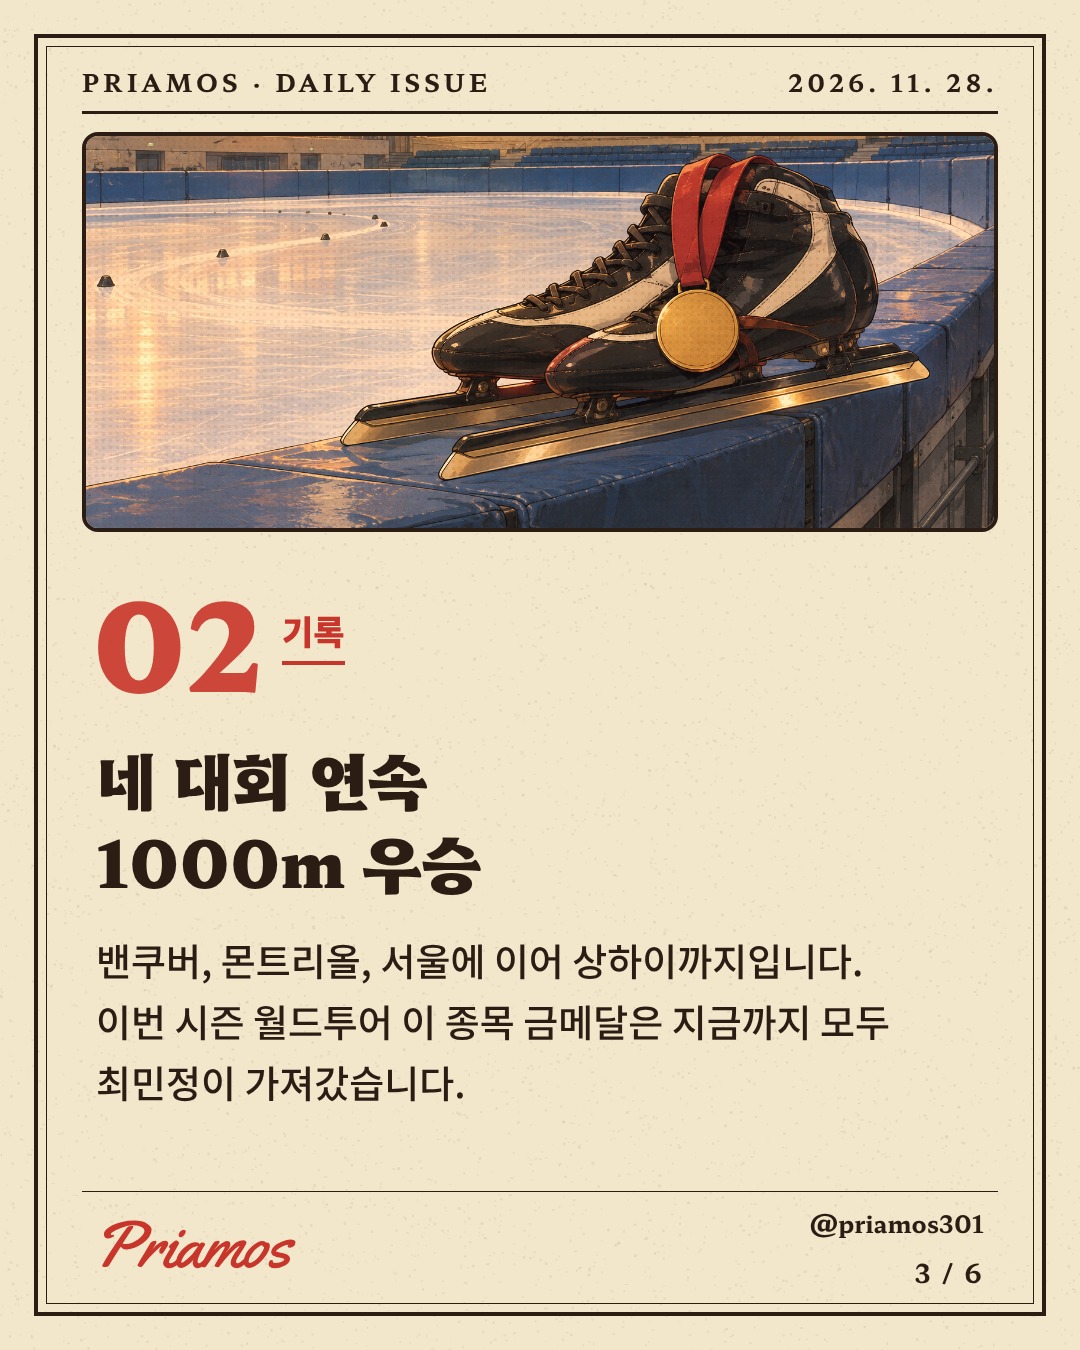 PRIAMOS · DAILY ISSUE
2026. 11. 28.
02
기록
네 대회 연속
1000m 우승
밴쿠버, 몬트리올, 서울에 이어 상하이까지입니다.
이번 시즌 월드투어 이 종목 금메달은 지금까지 모두
최민정이 가져갔습니다.
Priamos
@priamos301
3 / 6